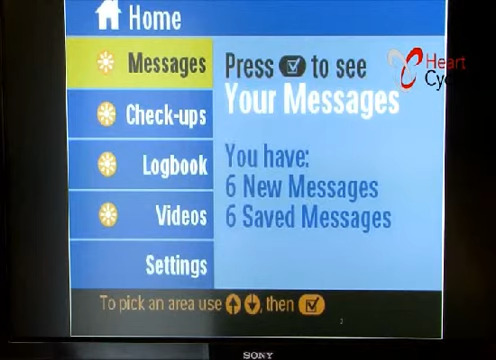 Home
Messages
Check-ups
Logbook
Videos
Settings
Press to see
Your Messages
You have:
6 New Messages
6 Saved Messages
To pick an area use , then
Heart
Cyc
SONY